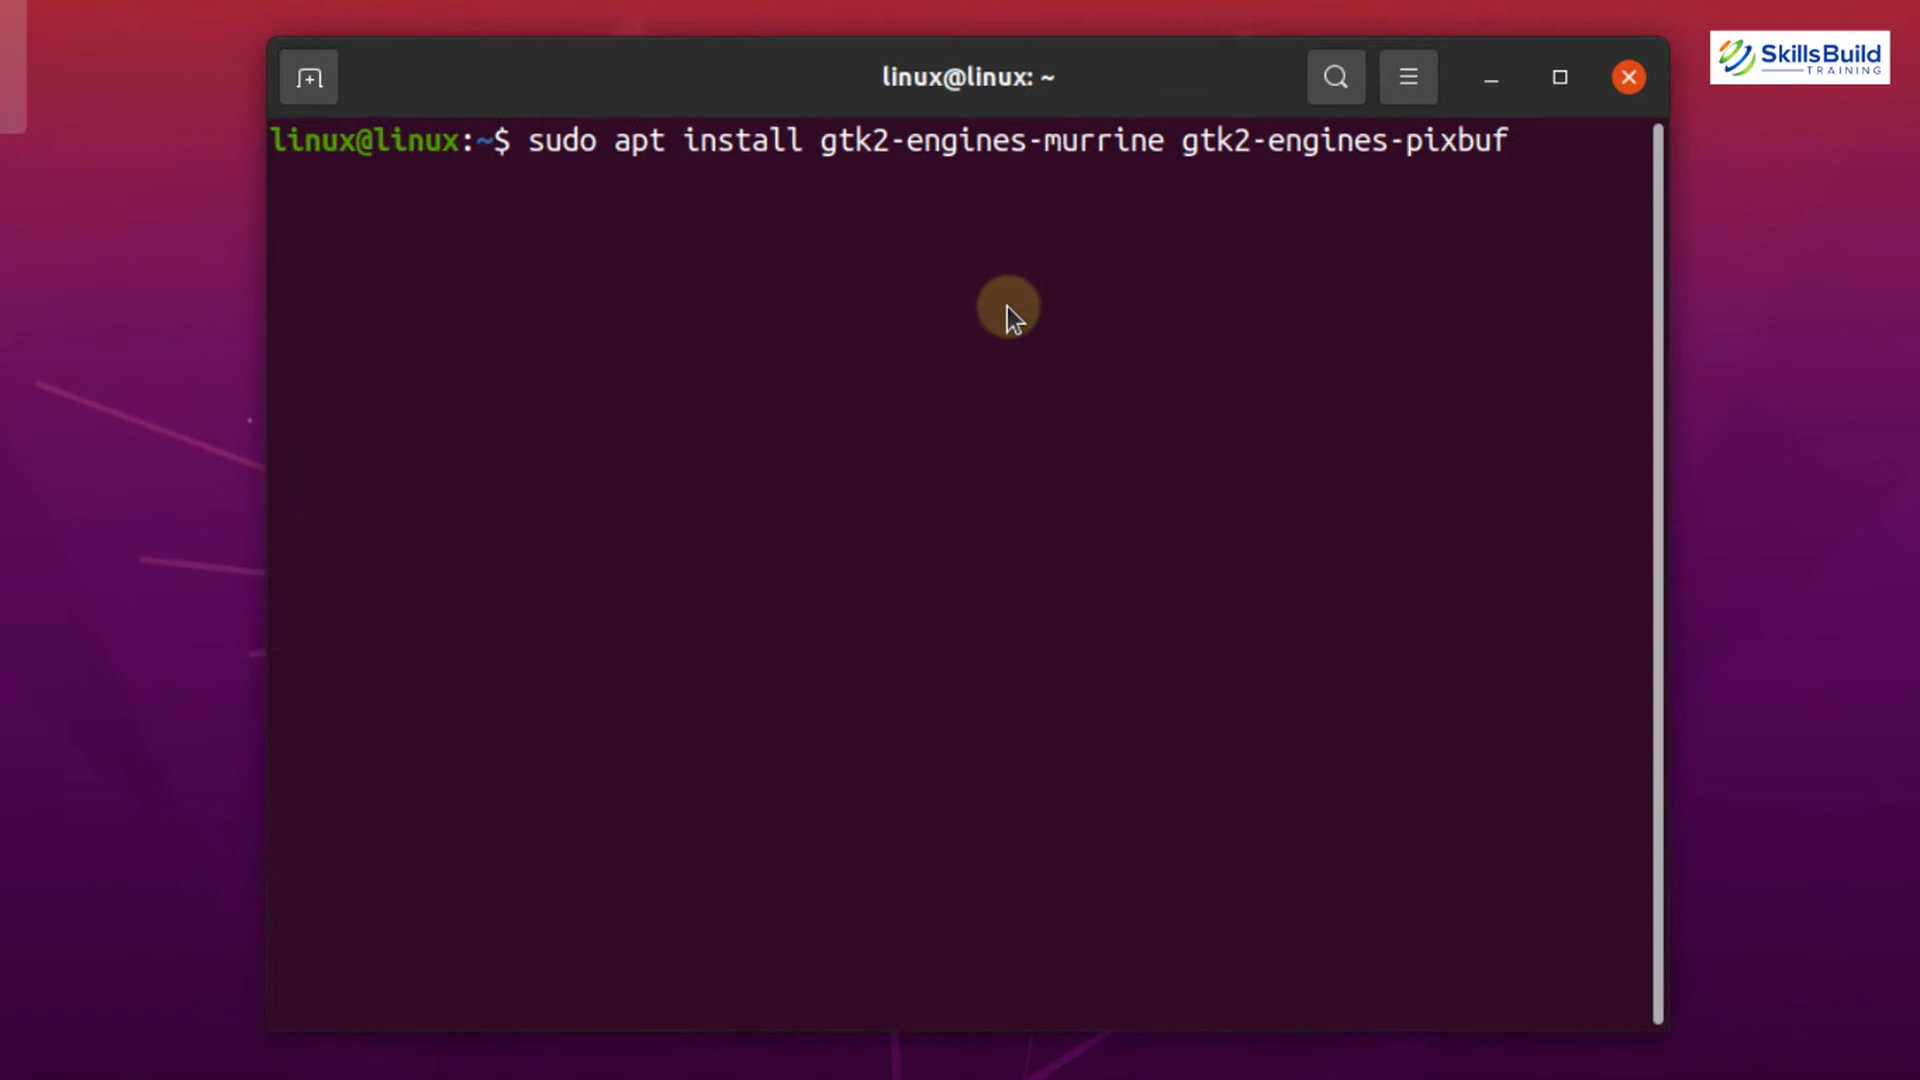 linux@linux: ~
SkillsBuild
TRAINING
linux@linux:~$ sudo apt install gtk2-engines-murrine gtk2-engines-pixbuf